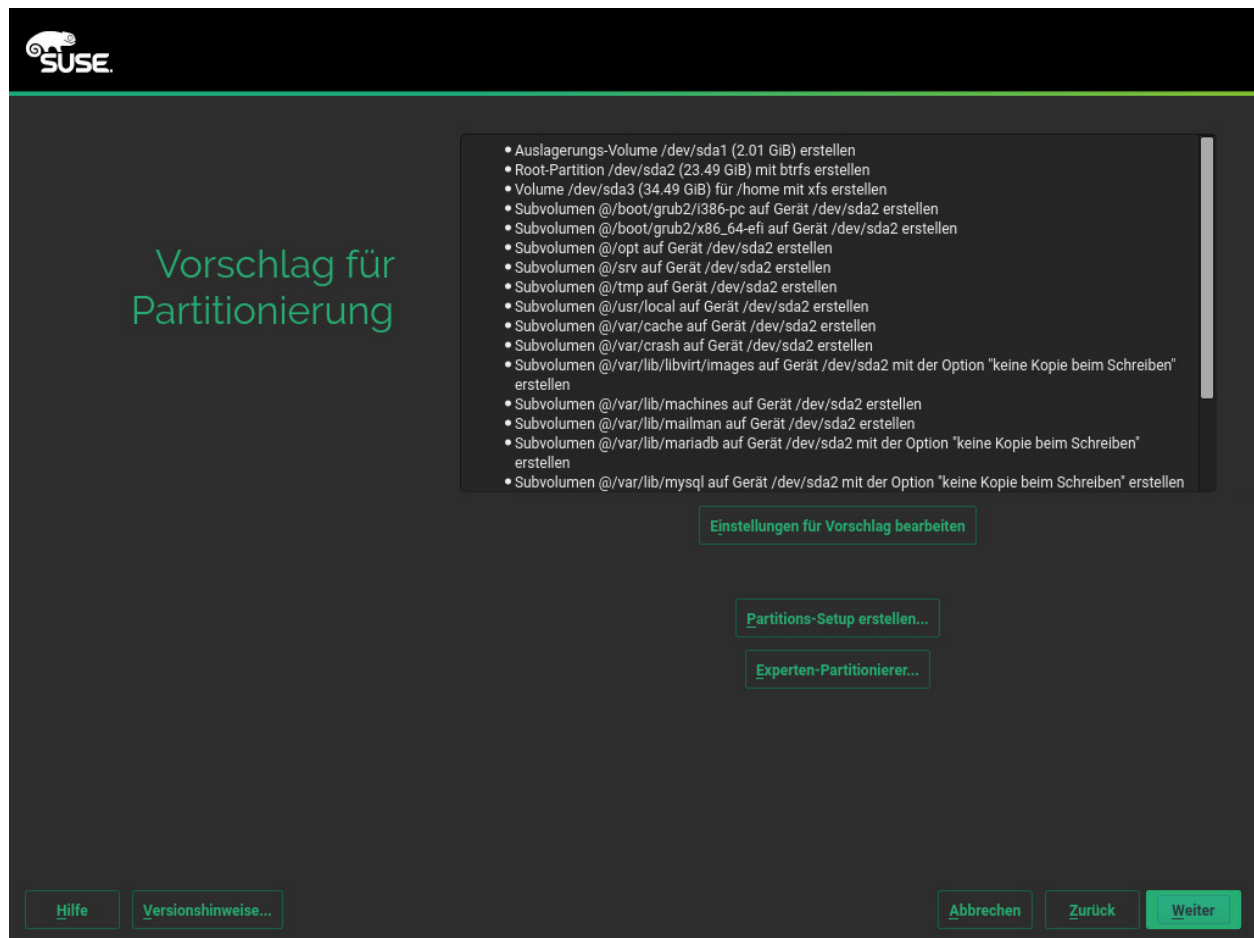 SUSE.
Vorschlag für
Partitionierung
• Auslagerungs-Volume /dev/sda1 (2.01 GiB) erstellen
• Root-Partition /dev/sda2 (23.49 GiB) mit btrfs erstellen
• Volume /dev/sda3 (34.49 GiB) für /home mit xfs erstellen
• Subvolumen @/boot/grub2/i386-pc auf Gerät /dev/sda2 erstellen
• Subvolumen @/boot/grub2/x86_64-efi auf Gerät /dev/sda2 erstellen
• Subvolumen @/opt auf Gerät /dev/sda2 erstellen
• Subvolumen @/srv auf Gerät /dev/sda2 erstellen
• Subvolumen @/tmp auf Gerät /dev/sda2 erstellen
• Subvolumen @/usr/local auf Gerät /dev/sda2 erstellen
• Subvolumen @/var/cache auf Gerät /dev/sda2 erstellen
• Subvolumen @/var/crash auf Gerät /dev/sda2 erstellen
• Subvolumen @/var/lib/libvirt/images auf Gerät /dev/sda2 mit der Option "keine Kopie beim Schreiben"
erstellen
• Subvolumen @/var/lib/machines auf Gerät /dev/sda2 erstellen
• Subvolumen @/var/lib/mailman auf Gerät /dev/sda2 erstellen
• Subvolumen @/var/lib/mariadb auf Gerät /dev/sda2 mit der Option "keine Kopie beim Schreiben"
erstellen
• Subvolumen @/var/lib/mysql auf Gerät /dev/sda2 mit der Option "keine Kopie beim Schreiben" erstellen
Einstellungen für Vorschlag bearbeiten
Partitions-Setup erstellen...
Experten-Partitionierer...
Hilfe
Versionshinweise...
Abbrechen
Zurück
Weiter